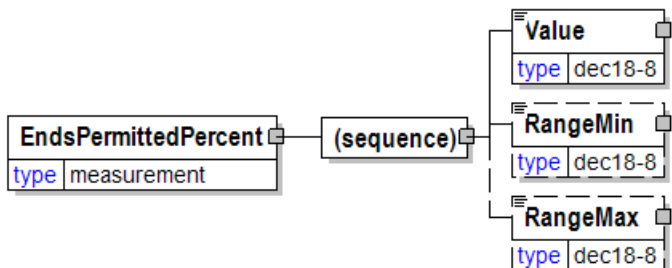 Value
type dec18-8
EndsPermittedPercent
type measurement
(sequence)
RangeMin
type dec18-8
RangeMax
type dec18-8